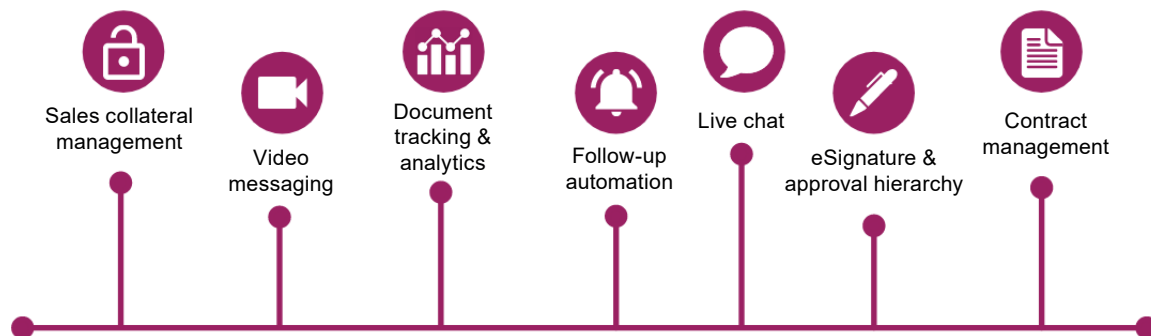 Sales collateral
management
Video
messaging
Document
tracking &
analytics
Follow-up
automation
Live chat
eSignature &
approval hierarchy
Contract
management